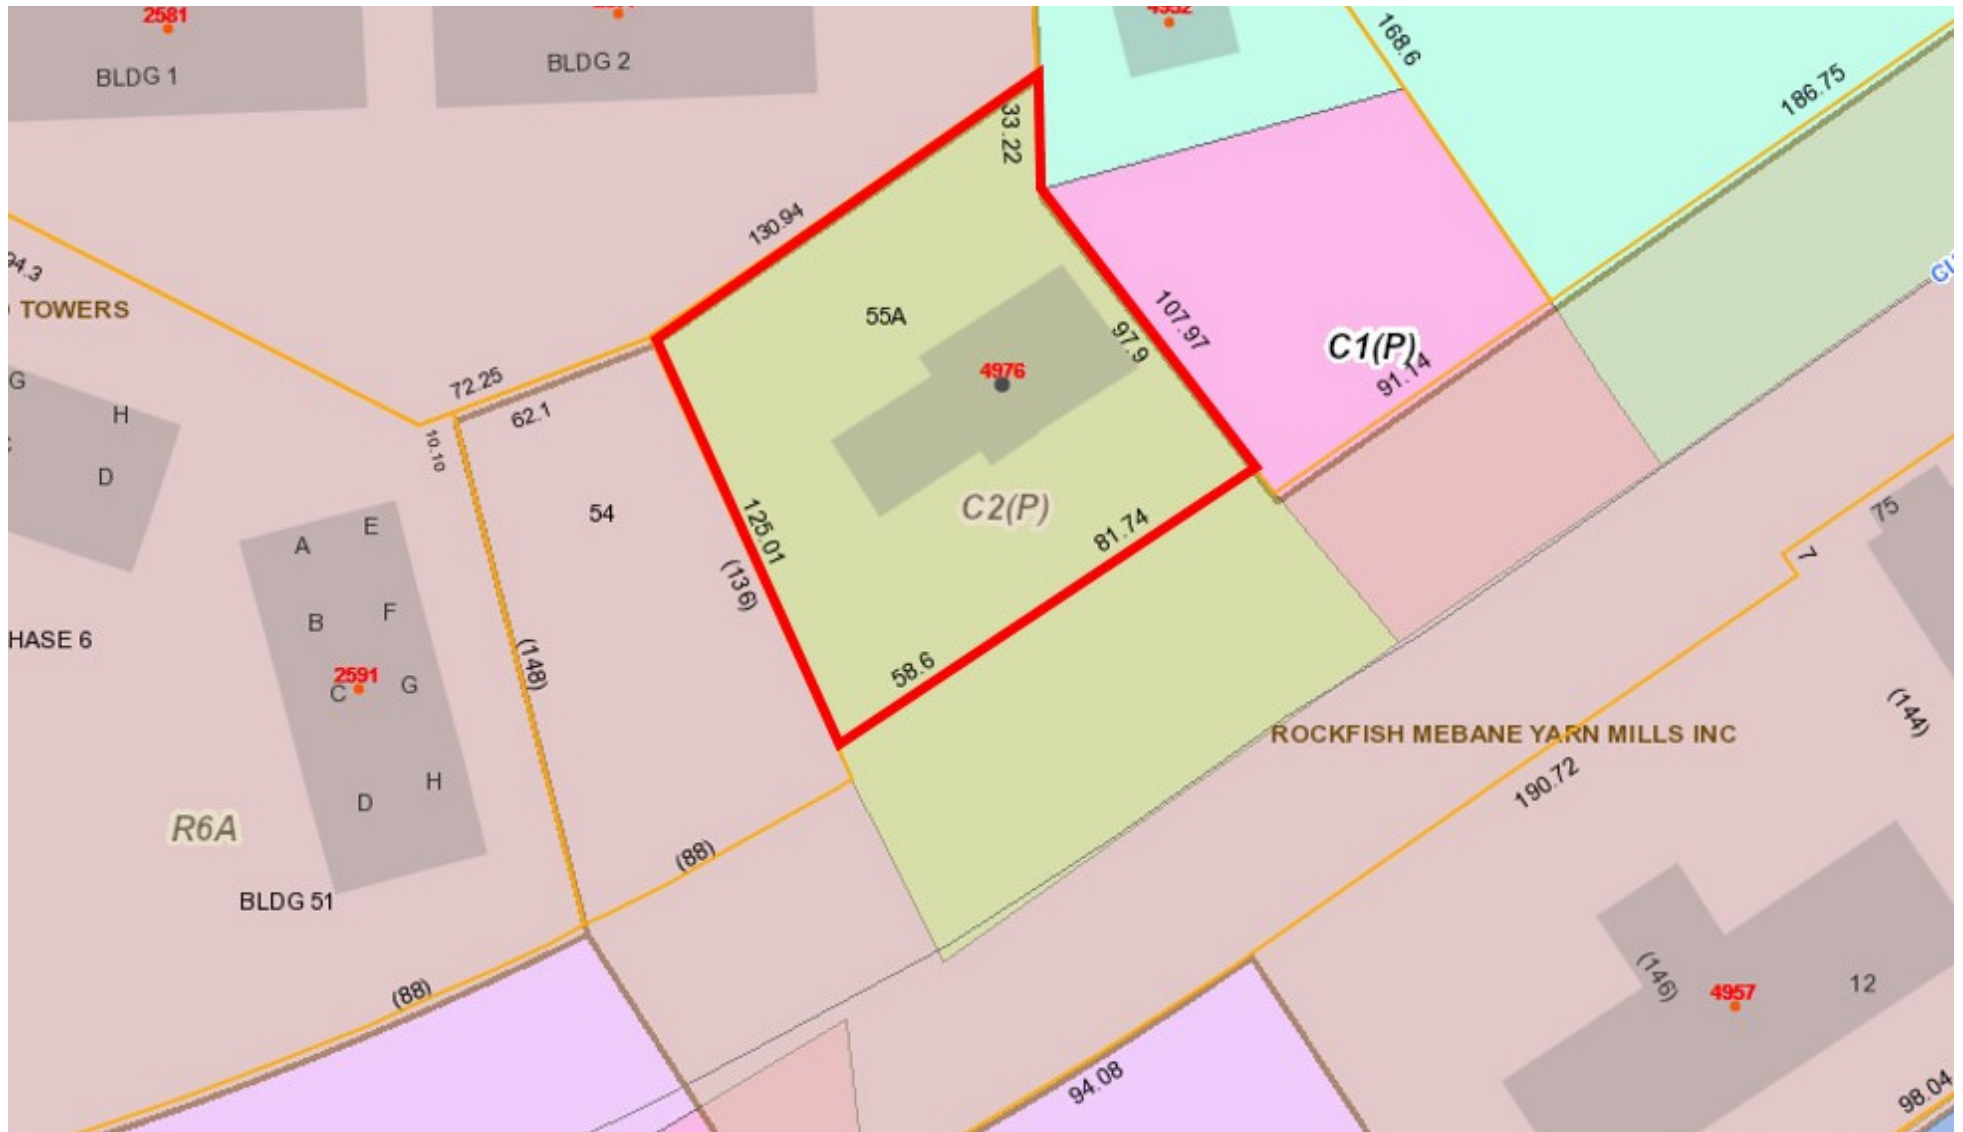 2581
BLDG 1
BLDG 2
168.6
186.75
33.22
130.94
94.3
TOWERS
55A
107.97
97.9
C1(P)
91.14
4976
G
H
72.25
62.1
10.10
D
54
C2(P)
81.74
125.01
(136)
75
7
A
E
B
F
HASE 6
2591
C
G
(148)
58.6
(144)
ROCKFISH MEBANE YARN MILLS INC
190.72
D
H
R6A
(88)
BLDG 51
(88)
(146)
4957
12
94.08
98.04